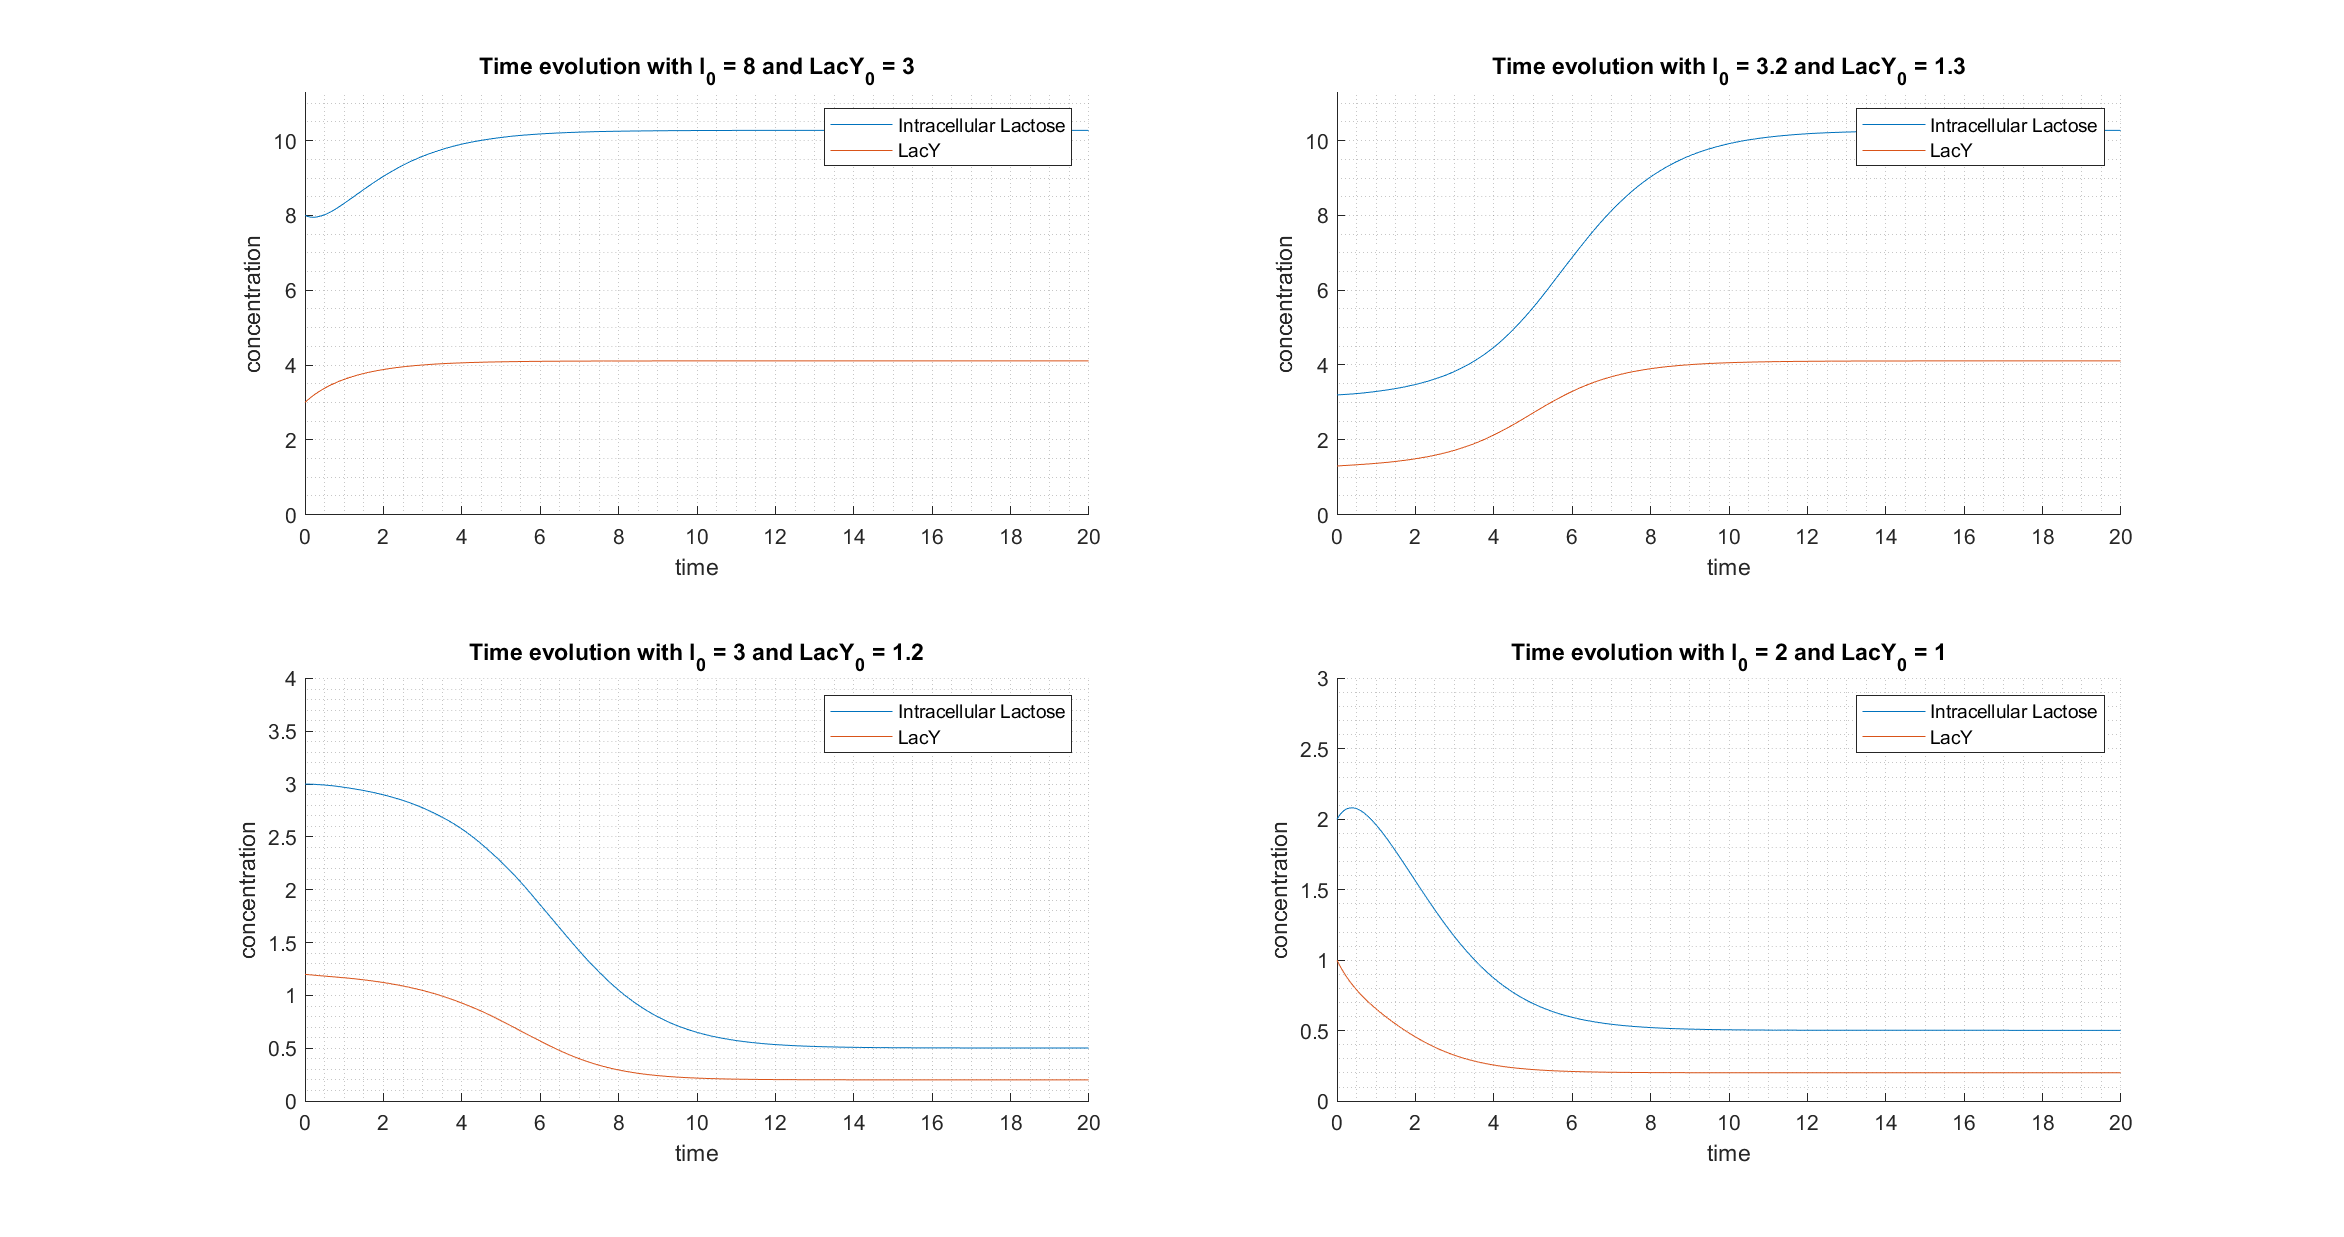 Time evolution with l0 = 8 and LacY0 = 3
Intracellular Lactose
LacY
10
8
6
4
2
0
concentration
0 2 4 6 8 10 12 14 16 18 20
time
Time evolution with l0 = 3.2 and LacY0 = 1.3
Intracellular Lactose
LacY
10
8
6
4
2
0
concentration
0 2 4 6 8 10 12 14 16 18 20
time
Time evolution with l0 = 3 and LacY0 = 1.2
Intracellular Lactose
LacY
4
3.5
3
2.5
2
1.5
1
0.5
0
concentration
0 2 4 6 8 10 12 14 16 18 20
time
Time evolution with l0 = 2 and LacY0 = 1
Intracellular Lactose
LacY
3
2.5
2
1.5
1
0.5
0
concentration
0 2 4 6 8 10 12 14 16 18 20
time